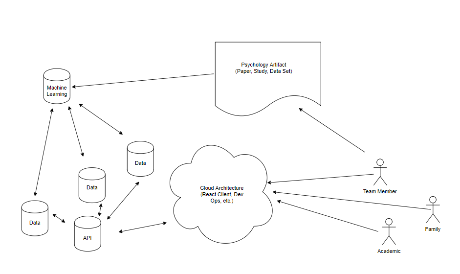 Psychology Artifact
(Paper, Study, Data Set)
Machine
Learning
Data
Data
Cloud Architecture
(React Client, Dev
Ops, etc.)
Team Member
Data
API
Family
Academic